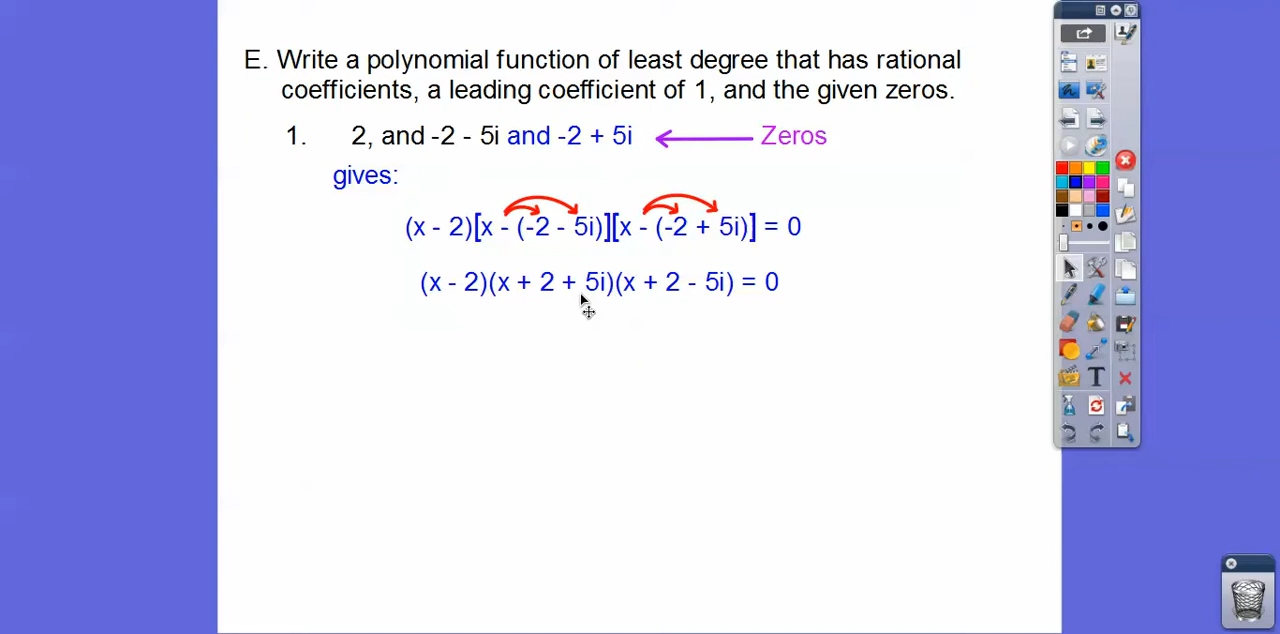 E. Write a polynomial function of least degree that has rational
coefficients, a leading coefficient of 1, and the given zeros.
1. 2, and -2 - 5i and -2 + 5i Zeros
gives:
(x - 2)[x - (-2 - 5i)][x - (-2 + 5i)] = 0
(x - 2)(x + 2 + 5i)(x + 2 - 5i) = 0